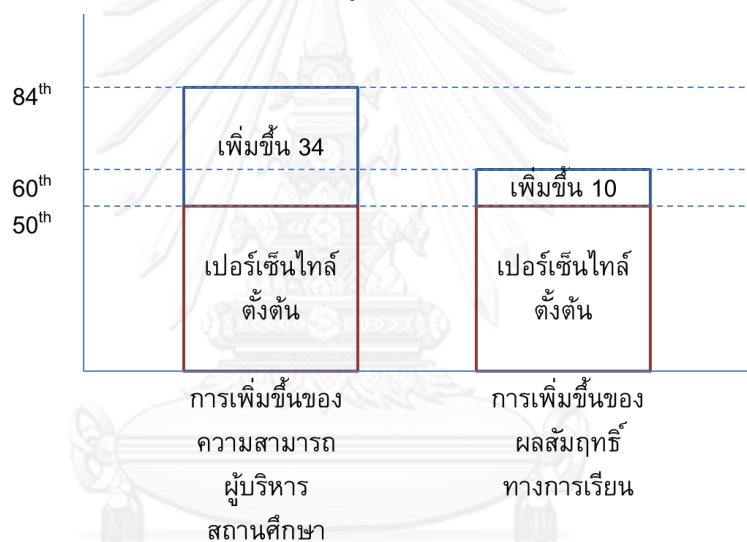 84th
60th
50th
เพิ่มขึ้น 34
เพิ่มขึ้น 10
เปอร์เซ็นไทล์
ตั้งต้น
เปอร์เซ็นไทล์
ตั้งต้น
การเพิ่มขึ้นของ
ความสามารถ
ผู้บริหาร
สถานศึกษา
การเพิ่มขึ้นของ
ผลสัมฤทธิ์
ทางการเรียน